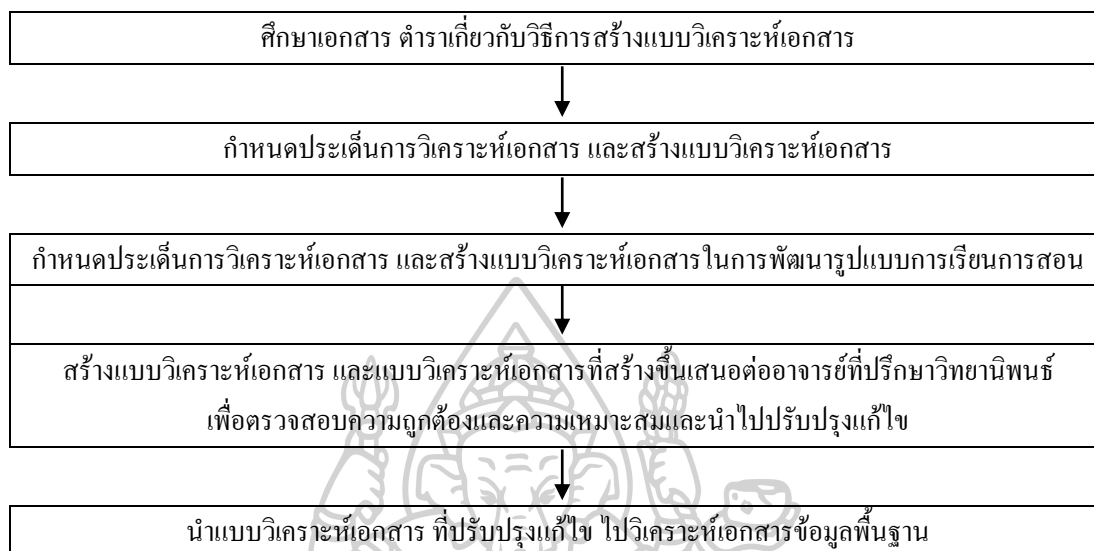 ศึกษาเอกสาร ตำราเกี่ยวกับวิธีการสร้างแบบวิเคราะห์เอกสาร
กำหนดประเด็นการวิเคราะห์เอกสาร และสร้างแบบวิเคราะห์เอกสาร
กำหนดประเด็นการวิเคราะห์เอกสาร และสร้างแบบวิเคราะห์เอกสารในการพัฒนารูปแบบการเรียนการสอน
สร้างแบบวิเคราะห์เอกสาร และแบบวิเคราะห์เอกสารที่สร้างขึ้นเสนอต่ออาจารย์ที่ปรึกษาวิทยานิพนธ์
เพื่อตรวจสอบความถูกต้องและความเหมาะสมและนำไปปรับปรุงแก้ไข
นำแบบวิเคราะห์เอกสาร ที่ปรับปรุงแก้ไข ไปวิเคราะห์เอกสารข้อมูลพื้นฐาน